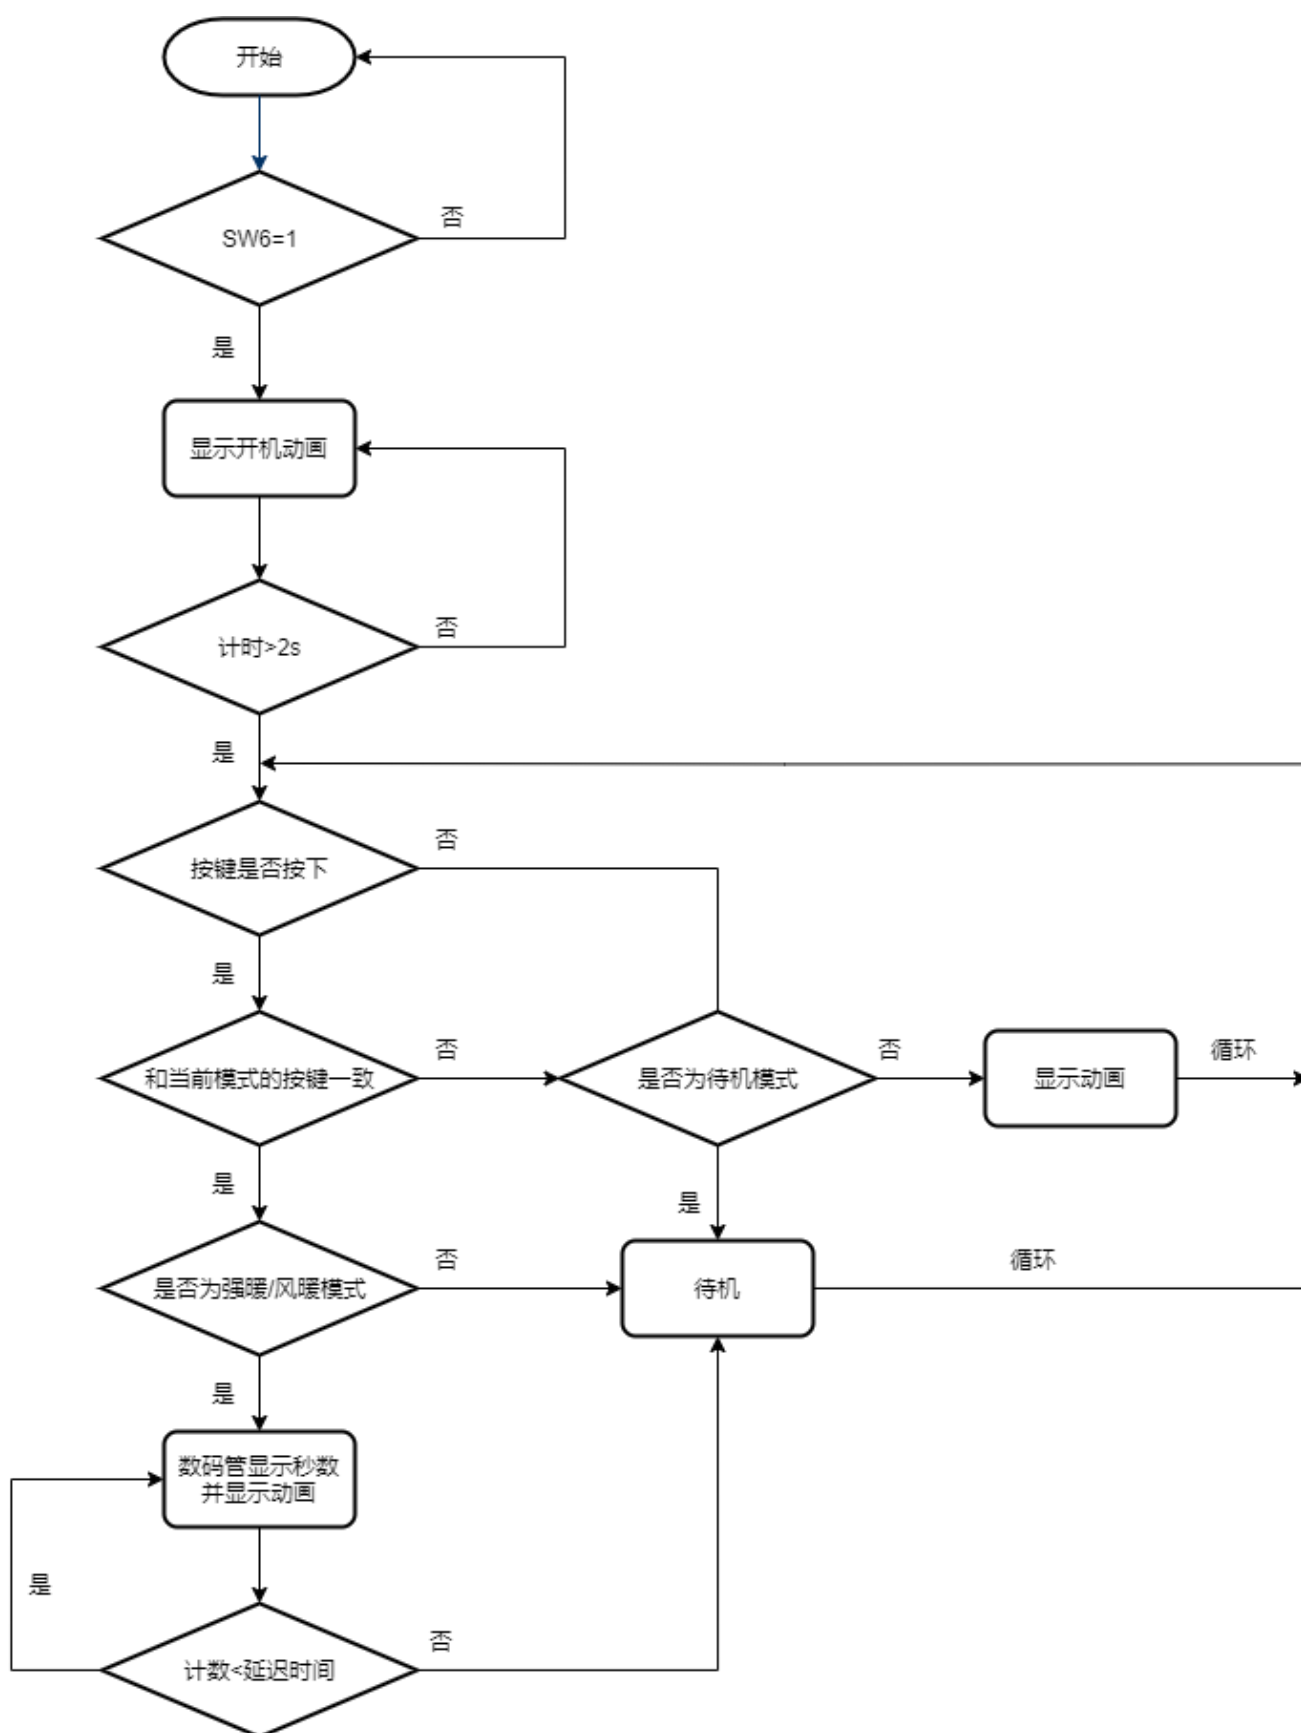 开始
SW6=1
否
是
显示开机动画
计时>2s
否
是
按键是否按下
否
是
和当前模式的按键一致
否
是否为待机模式
否
显示动画
循环
是
是
是否为强暖/风暖模式
否
待机
循环
是
数码管显示秒数
并显示动画
是
计数<延迟时间
否